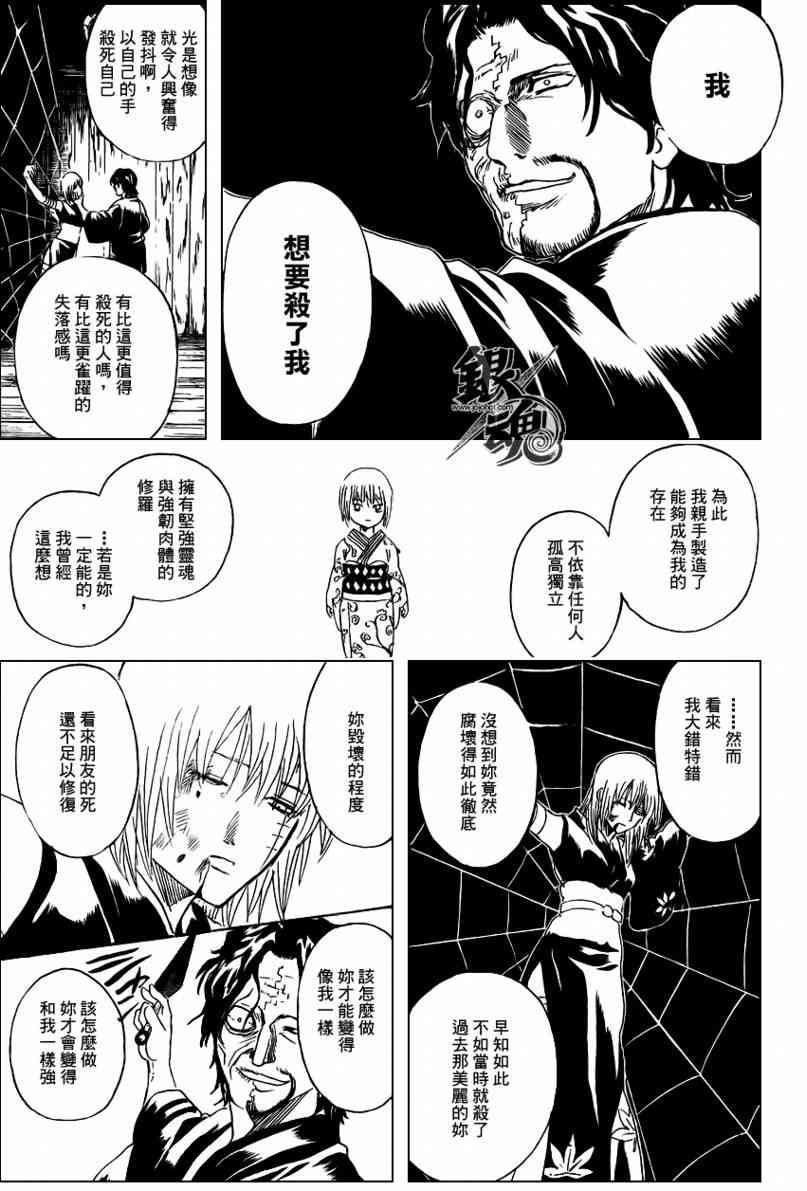 我
想要殺了我
光是想像
就令人興奮得
發抖啊，
以自己的手
殺死自己
有比這更值得
殺死的人嗎，
有比這更雀躍的
失落感嗎
銀魂
www.jojohot.com
為此
我親手製造了
能夠成為我的
存在
不依靠任何人
孤高獨立
擁有堅強靈魂
與強韌肉體的
修羅
…若是妳
一定能的，
我曾經
這麼想
……然而
看來
我大錯特錯
沒想到妳竟然
腐壞得如此徹底
早知如此
不如當時就殺了
過去那美麗的妳
妳毀壞的程度
看來朋友的死
還不足以修復
該怎麼做
妳才能變得
像我一樣
該怎麼做
妳才會變得
和我一樣強